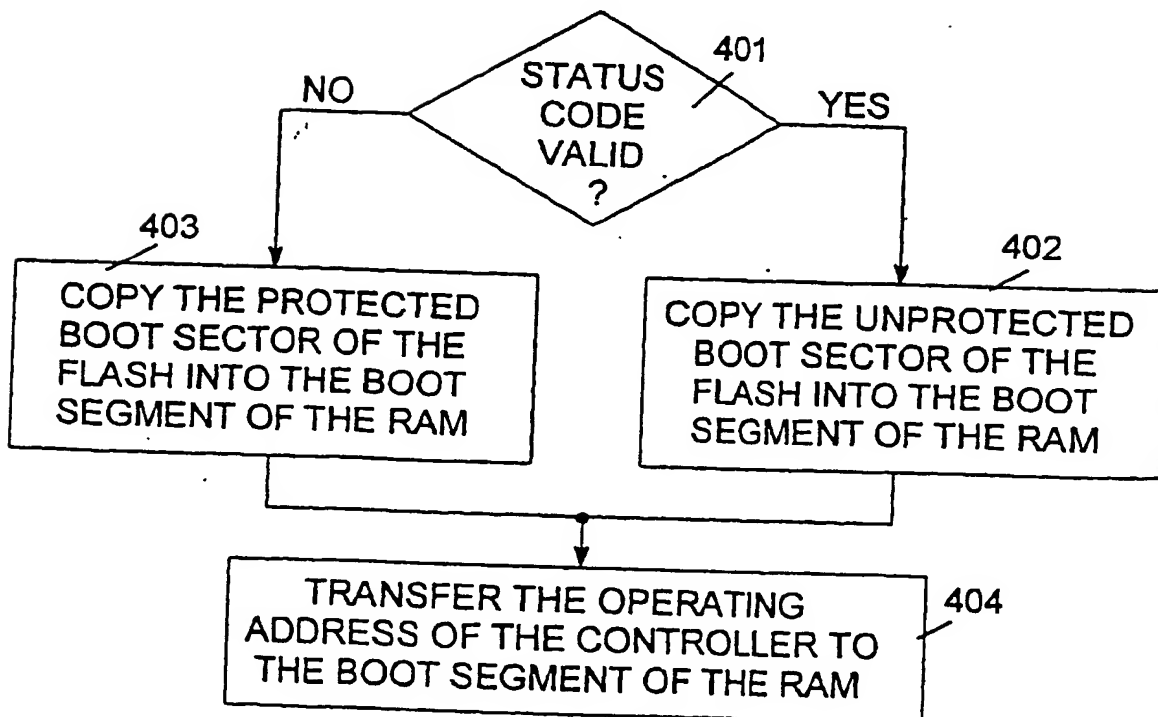 401
STATUS
CODE
VALID
?
NO
YES
403
COPY THE PROTECTED
BOOT SECTOR OF THE
FLASH INTO THE BOOT
SEGMENT OF THE RAM
402
COPY THE UNPROTECTED
BOOT SECTOR OF THE
FLASH INTO THE BOOT
SEGMENT OF THE RAM
TRANSFER THE OPERATING
ADDRESS OF THE CONTROLLER TO
THE BOOT SEGMENT OF THE RAM
404